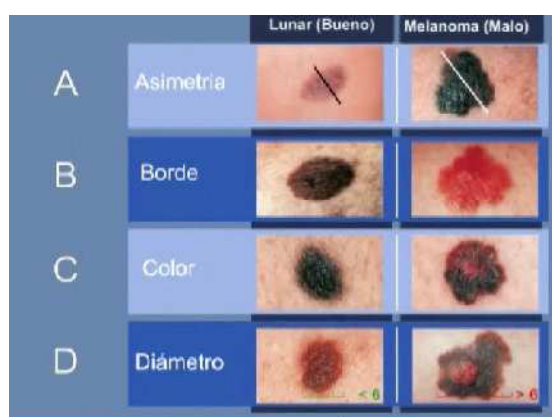 Lunar (Bueno) Melanoma (Malo)
A Asimetria
B Borde
C Color
D Diámetro < 6 > 6